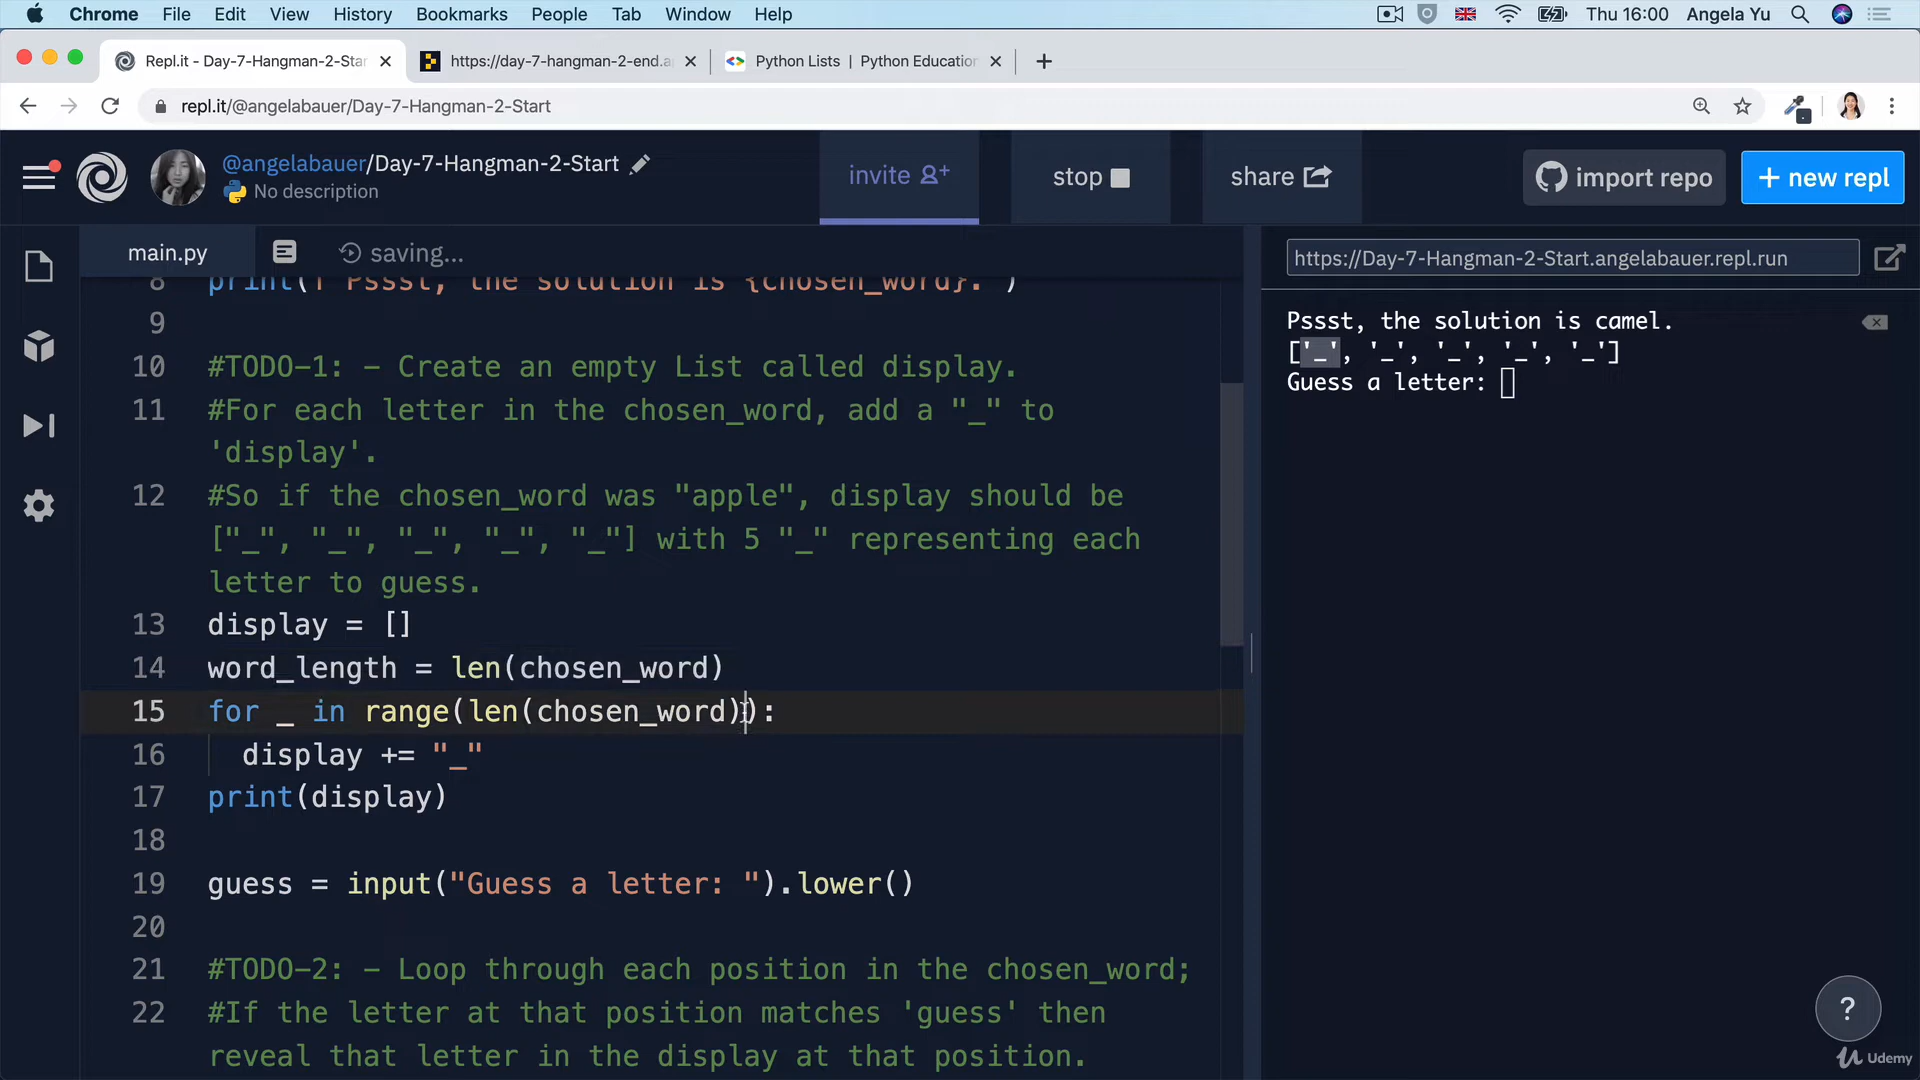 Chrome File Edit View History Bookmarks People Tab Window Help Thu 16:00 Angela Yu
Repl.it - Day-7-Hangman-2-Star https://day-7-hangman-2-end.a Python Lists | Python Education
repl.it/@angelabauer/Day-7-Hangman-2-Start
@angelabauer/Day-7-Hangman-2-Start
No description
invite stop share import repo + new repl
main.py saving...
https://Day-7-Hangman-2-Start.angelabauer.repl.run
8 print(f'Pssst, the solution is {chosen_word}.')
9
10 #TODO-1: - Create an empty List called display.
11 #For each letter in the chosen_word, add a "_" to
'display'.
12 #So if the chosen_word was "apple", display should be
["_", "_", "_", "_", "_"] with 5 "_" representing each
letter to guess.
13 display = []
14 word_length = len(chosen_word)
15 for _ in range(len(chosen_word)):
16 display += "_"
17 print(display)
18
19 guess = input("Guess a letter: ").lower()
20
21 #TODO-2: - Loop through each position in the chosen_word;
22 #If the letter at that position matches 'guess' then
reveal that letter in the display at that position.
Pssst, the solution is camel.
['_', '_', '_', '_', '_']
Guess a letter:
?
Udemy